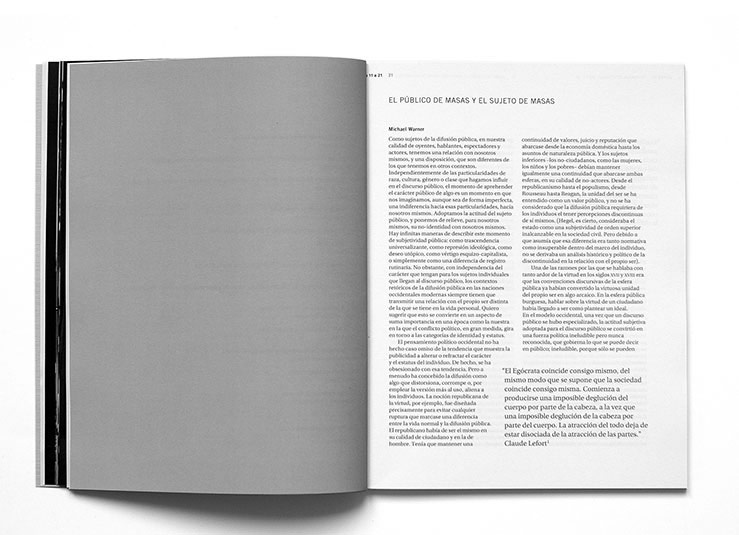 11 a 21 21
EL PÚBLICO DE MASAS Y EL SUJETO DE MASAS
Michael Warner
Como sujetos de la difusión pública, en nuestra
calidad de oyentes, hablantes, espectadores y
actores, tenemos una relación con nosotros
mismos, y una disposición, que son diferentes de
los que tenemos en otros contextos.
Independientemente de las particularidades de
raza, cultura, género o clase que hagamos influir
en el discurso público, el momento de aprehender
el carácter público de algo es un momento en que
nos imaginamos, aunque sea de forma imperfecta,
una indiferencia hacia esas particularidades, hacia
nosotros mismos. Adoptamos la actitud del sujeto
público, y ponemos de relieve, para nosotros
mismos, su no-identidad con nosotros mismos.
Hay infinitas maneras de describir este momento
de subjetividad pública: como trascendencia
universalizante, como represión ideológica, como
deseo utópico, como vértigo esquizo-capitalista,
o simplemente como una diferencia de registro
rutinaria. No obstante, con independencia del
carácter que tengan para los sujetos individuales
que llegan al discurso público, los contextos
retóricos de la difusión pública en las naciones
occidentales modernas siempre tienen que
transmitir una relación con el propio ser distinta
de la que se tiene en la vida personal. Quiero
sugerir que esto se convierte en un aspecto de
suma importancia en una época como la nuestra
en la que el conflicto político, en gran medida, gira
en torno a las categorías de identidad y estatus.
El pensamiento político occidental no ha
hecho caso omiso de la tendencia que muestra la
publicidad a alterar o refractar el carácter
y el estatus del individuo. De hecho, se ha
obsesionado con esa tendencia. Pero a
menudo ha concebido la difusión como
algo que distorsiona, corrompe o, por
emplear la versión más al uso, aliena a
los individuos. La noción republicana de
la virtud, por ejemplo, fue diseñada
precisamente para evitar cualquier
ruptura que marcase una diferencia
entre la vida normal y la difusión pública.
El republicano había de ser el mismo en
su calidad de ciudadano y en la de
hombre. Tenía que mantener una
continuidad de valores, juicio y reputación que
abarcase desde la economía doméstica hasta los
asuntos de naturaleza pública. Y los sujetos
inferiores –los no-ciudadanos, como las mujeres,
los niños y los pobres– debían mantener
igualmente una continuidad que abarcase ambas
esferas, en su calidad de no-actores. Desde el
republicanismo hasta el populismo, desde
Rousseau hasta Reagan, la unidad del ser se ha
entendido como un valor público, y no se ha
considerado que la difusión pública requiriera de
los individuos el tener percepciones discontinuas
de sí mismos. (Hegel, es cierto, consideraba el
estado como una subjetividad de orden superior
inalcanzable en la sociedad civil. Pero debido a
que asumía que esa diferencia era tanto normativa
como insuperable dentro del marco del individuo,
no se derivaba un análisis histórico y político de la
discontinuidad en la relación con el propio ser).
Una de las razones por las que se hablaba con
tanto ardor de la virtud en los siglos XVII y XVIII era
que las convenciones discursivas de la esfera
pública ya habían convertido la virtuosa unidad
del propio ser en algo arcaico. En la esfera pública
burguesa, hablar sobre la virtud de un ciudadano
había llegado a ser como plantear un ideal.
En el modelo occidental, una vez que un discurso
público se hubo especializado, la actitud subjetiva
adoptada para el discurso público se convirtió en
una fuerza política ineludible pero nunca
reconocida, que gobierna lo que se puede decir
en público; ineludible, porque sólo se pueden
"El Egócrata coincide consigo mismo, del
mismo modo que se supone que la sociedad
coincide consigo misma. Comienza a
producirse una imposible deglución del
cuerpo por parte de la cabeza, a la vez que
una imposible deglución de la cabeza por
parte del cuerpo. La atracción del todo deja de
estar disociada de la atracción de las partes."
Claude Lefort¹